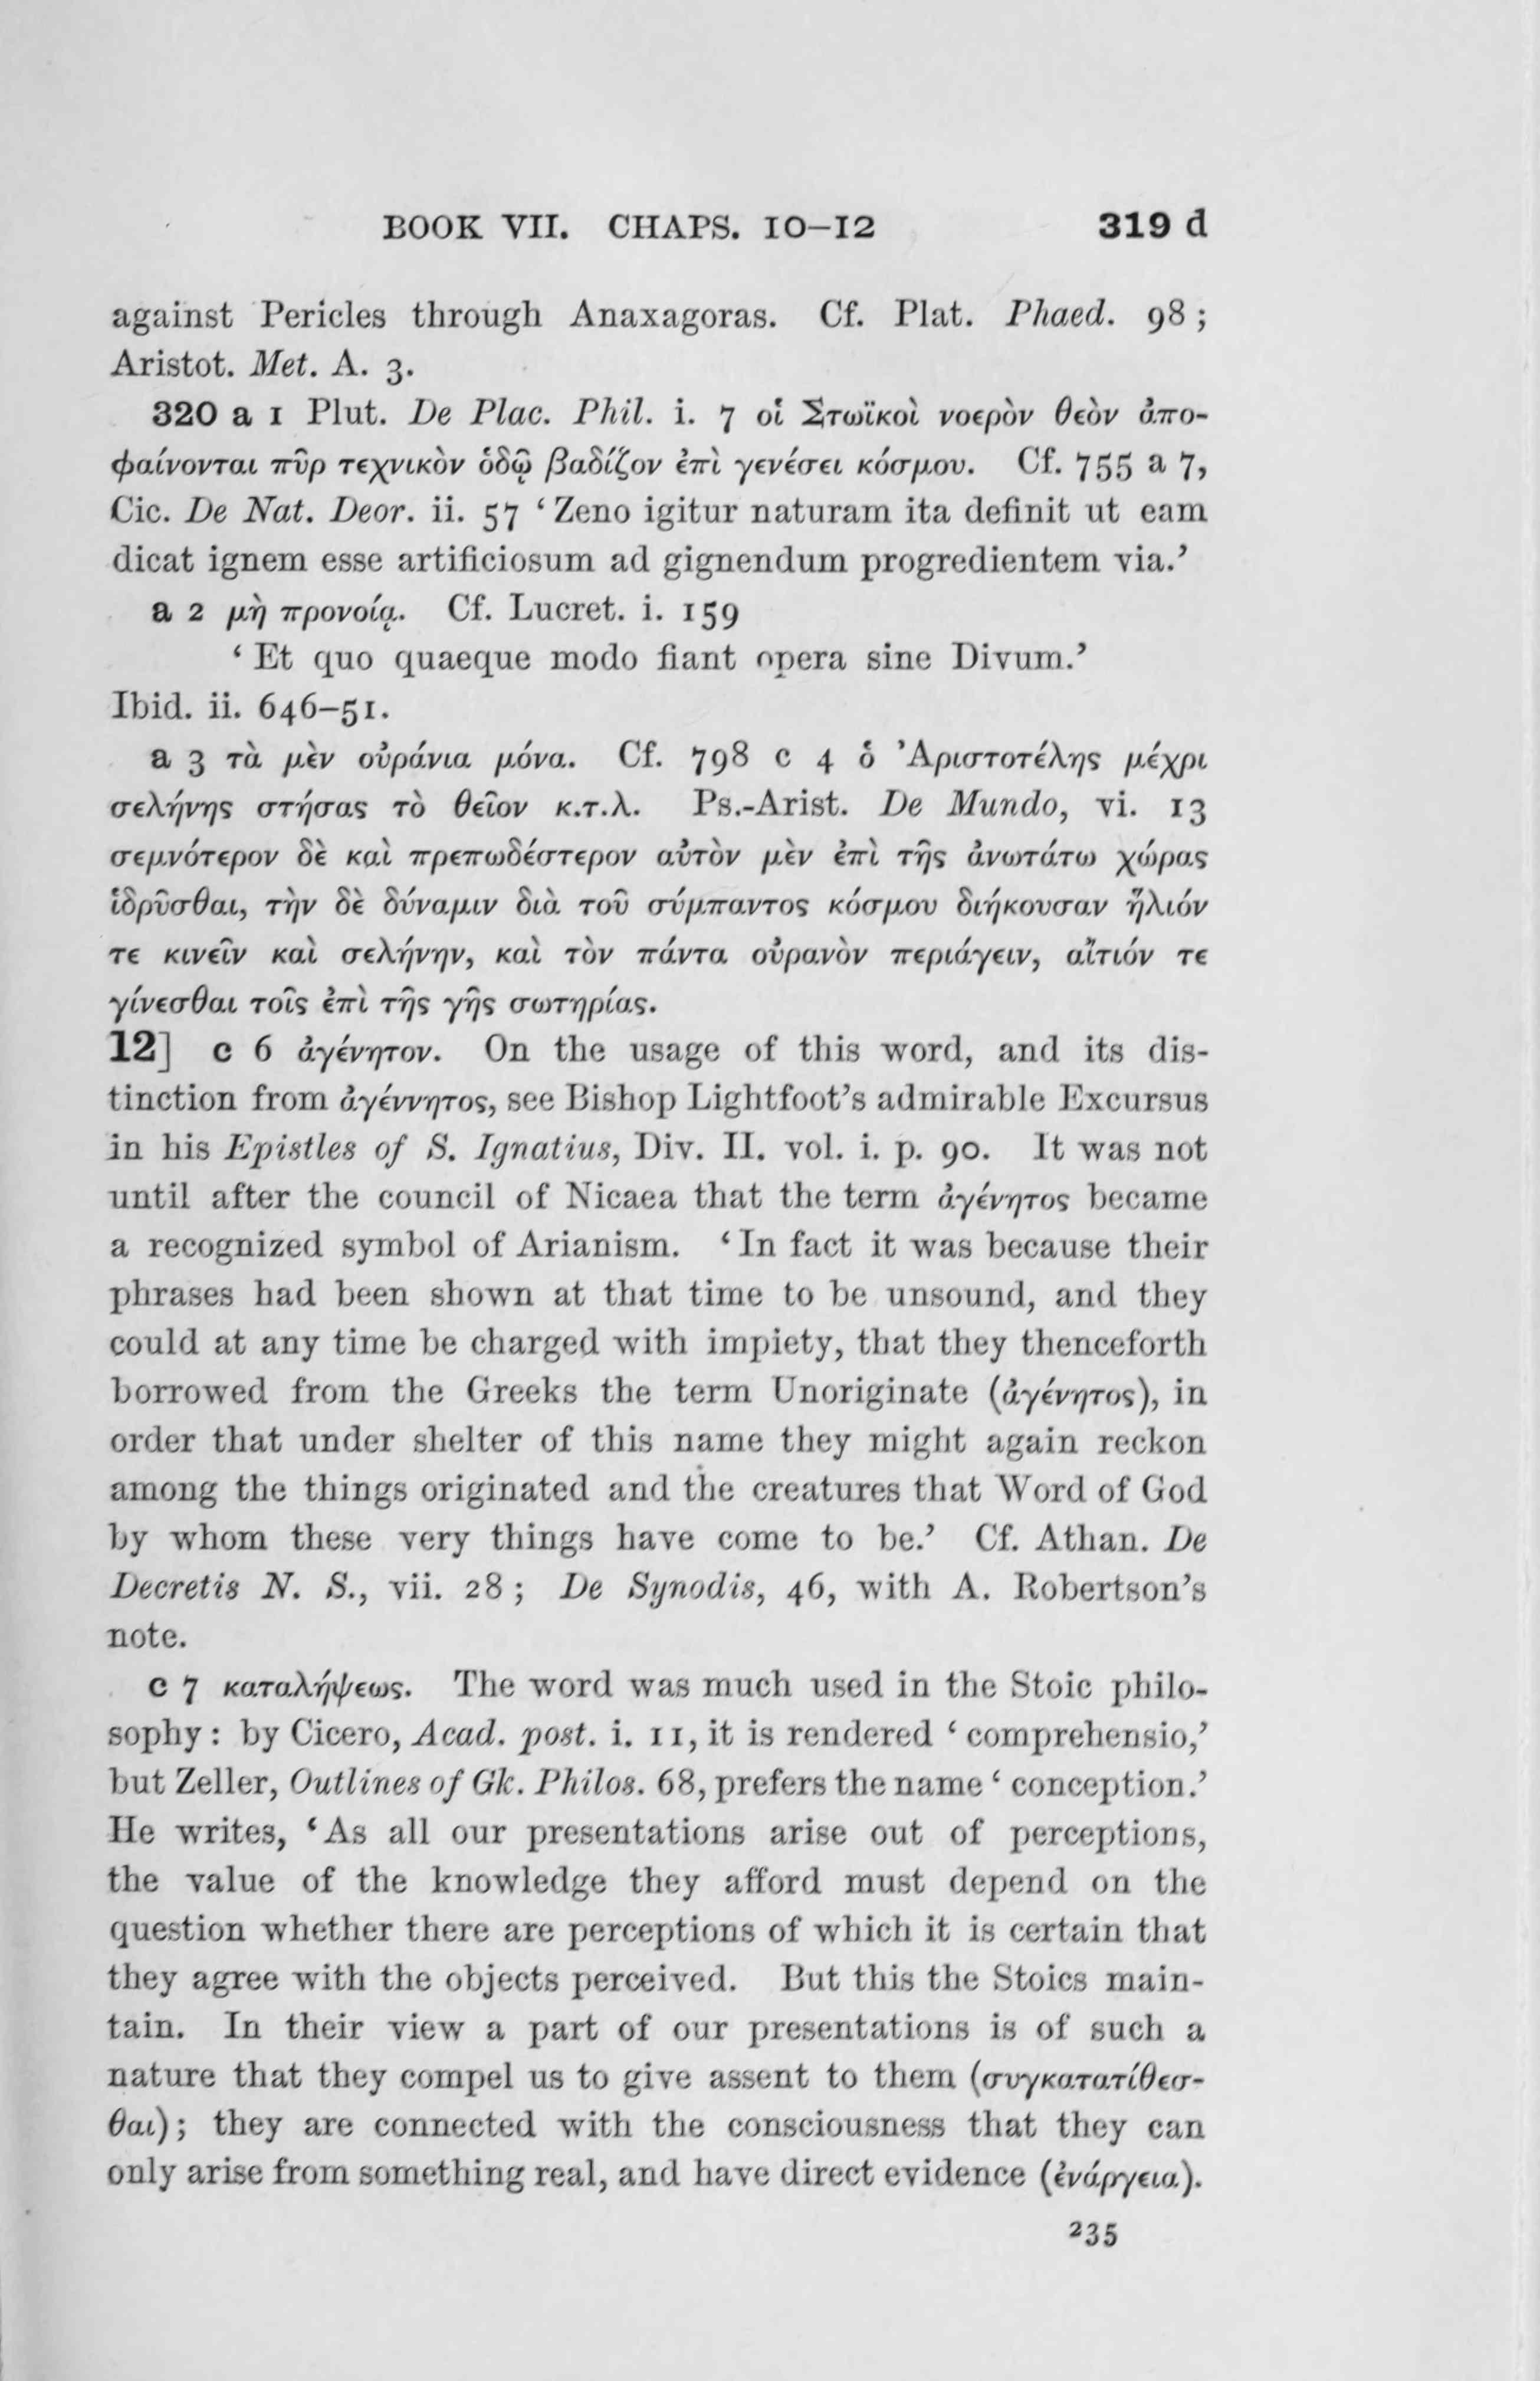 BOOK VII. CHAPS. 10–12 319 d
against Pericles through Anaxagoras. Cf. Plat. Phaed. 98;
Aristot. Met. A. 3.
320 a 1 Plut. De Plac. Phil. i. 7 οἱ Στωϊκοὶ νοερὸν θεὸν ἀπο-
φαίνονται πῦρ τεχνικὸν ὁδῷ βαδίζον ἐπὶ γενέσει κόσμου. Cf. 755 a 7,
Cic. De Nat. Deor. ii. 57 ‘Zeno igitur naturam ita definit ut eam
dicat ignem esse artificiosum ad gignendum progredientem via.’
a 2 μὴ προνοίᾳ. Cf. Lucret. i. 159
‘Et quo quaeque modo fiant opera sine Divum.’
Ibid. ii. 646–51.
a 3 τὰ μὲν οὐράνια μόνα. Cf. 798 c 4 ὁ Ἀριστοτέλης μέχρι
σελήνης στήσας τὸ θεῖον κ.τ.λ. Ps.-Arist. De Mundo, vi. 13
σεμνότερον δὲ καὶ πρεπωδέστερον αὐτὸν μὲν ἐπὶ τῆς ἀνωτάτω χώρας
ἱδρῦσθαι, τὴν δὲ δύναμιν διὰ τοῦ σύμπαντος κόσμου διήκουσαν ἥλιόν
τε κινεῖν καὶ σελήνην, καὶ τὸν πάντα οὐρανὸν περιάγειν, αἴτιόν τε
γίνεσθαι τοῖς ἐπὶ τῆς γῆς σωτηρίας.
12] c 6 ἀγένητον. On the usage of this word, and its dis-
tinction from ἀγέννητος, see Bishop Lightfoot’s admirable Excursus
in his Epistles of S. Ignatius, Div. II. vol. i. p. 90. It was not
until after the council of Nicaea that the term ἀγένητος became
a recognized symbol of Arianism. ‘In fact it was because their
phrases had been shown at that time to be unsound, and they
could at any time be charged with impiety, that they thenceforth
borrowed from the Greeks the term Unoriginate (ἀγένητος), in
order that under shelter of this name they might again reckon
among the things originated and the creatures that Word of God
by whom these very things have come to be.’ Cf. Athan. De
Decretis N. S., vii. 28; De Synodis, 46, with A. Robertson’s
note.
c 7 καταλήψεως. The word was much used in the Stoic philo-
sophy: by Cicero, Acad. post. i. 11, it is rendered ‘comprehensio,’
but Zeller, Outlines of Gk. Philos. 68, prefers the name ‘conception.’
He writes, ‘As all our presentations arise out of perceptions,
the value of the knowledge they afford must depend on the
question whether there are perceptions of which it is certain that
they agree with the objects perceived. But this the Stoics main-
tain. In their view a part of our presentations is of such a
nature that they compel us to give assent to them (συγκατατίθεσ-
θαι); they are connected with the consciousness that they can
only arise from something real, and have direct evidence (ἐνάργεια).
235